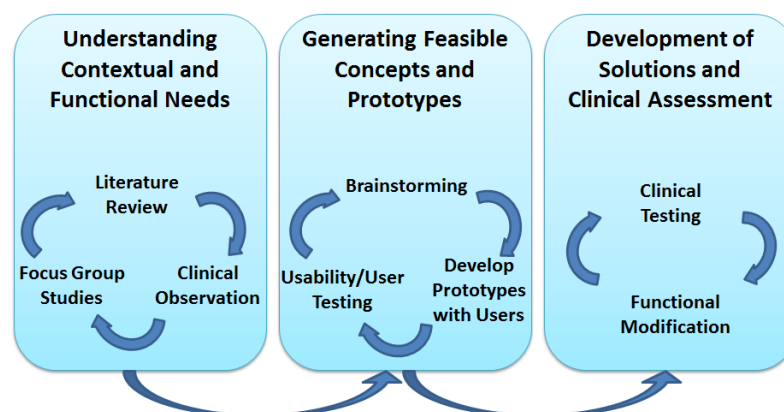 Understanding
Contextual and
Functional Needs
Literature
Review
Focus Group
Studies
Clinical
Observation
Generating Feasible
Concepts and
Prototypes
Brainstorming
Usability/User
Testing
Develop
Prototypes
with Users
Development of
Solutions and
Clinical Assessment
Clinical
Testing
Functional
Modification